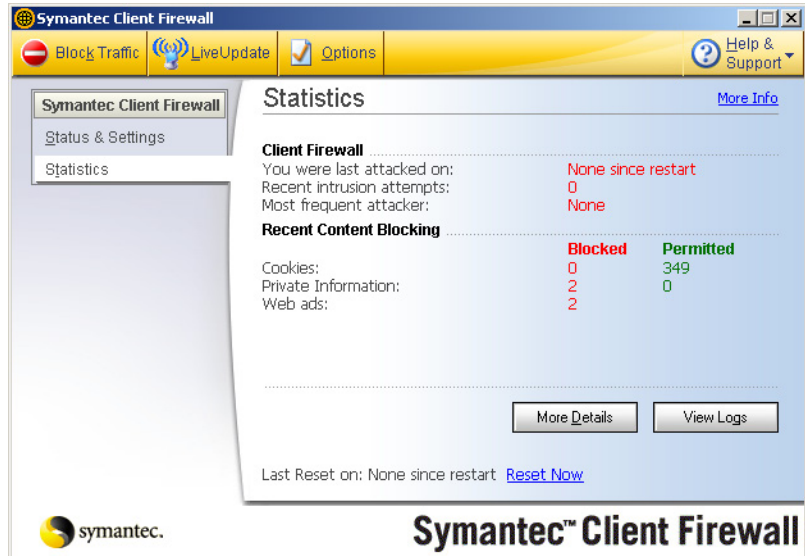 Symantec Client Firewall
Block Traffic LiveUpdate Options Help & Support
Symantec Client Firewall
Status & Settings
Statistics
Statistics More Info
Client Firewall
You were last attacked on: None since restart
Recent intrusion attempts: 0
Most frequent attacker: None
Recent Content Blocking
Blocked Permitted
Cookies: 0 349
Private Information: 2 0
Web ads: 2
More Details View Logs
Last Reset on: None since restart Reset Now
symantec. Symantec™ Client Firewall